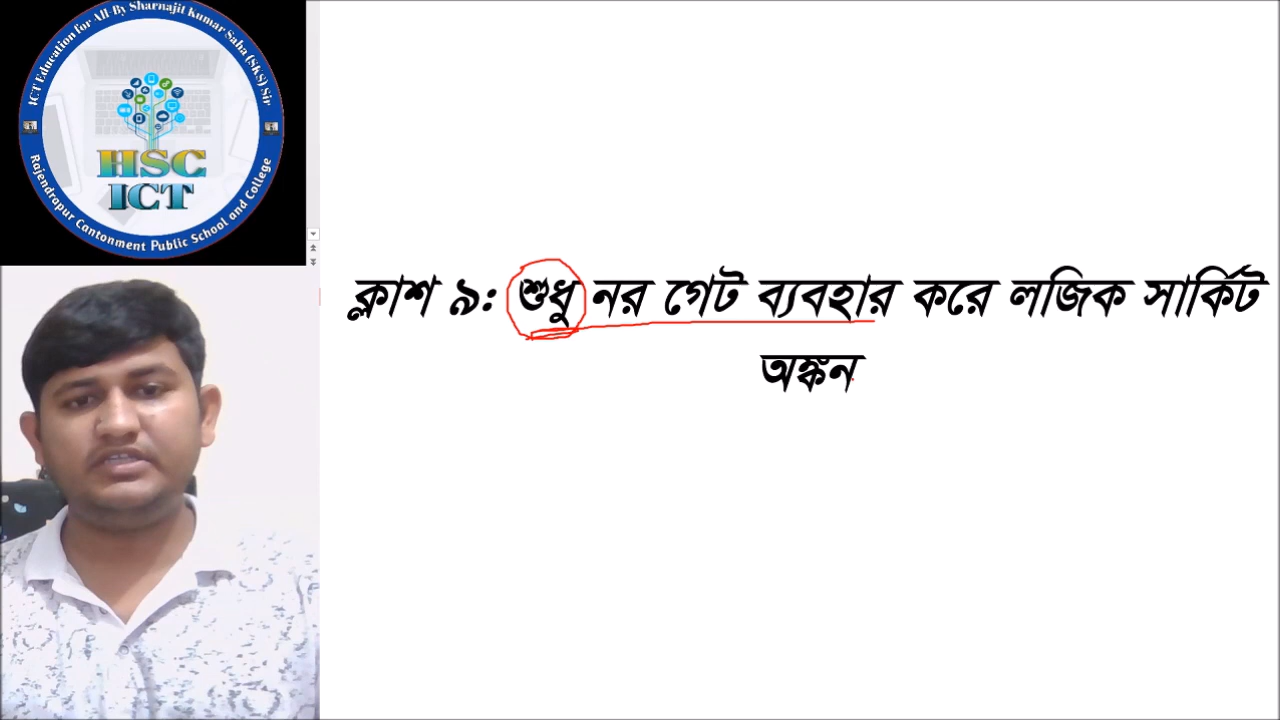 ICT Education for All-By Sharnajit Kumar Saha (SKS) Sir
HSC
ICT
Rajendrapur Cantonment Public School and College
ক্লাশ ৯: শুধু নর গেট ব্যবহার করে লজিক সার্কিট
অঙ্কন